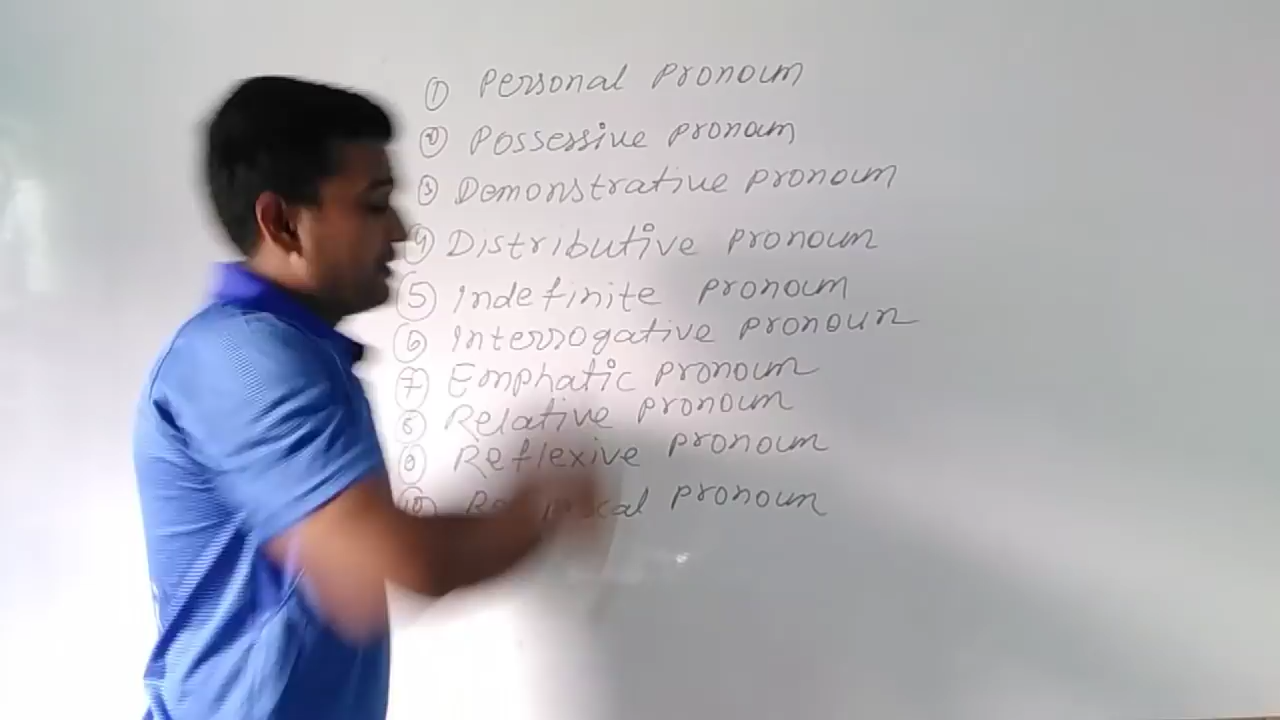 ① Personal Pronoun
② Possessive pronoun
③ Demonstrative pronoun
④ Distributive pronoun
⑤ Indefinite pronoun
⑥ Interrogative pronoun
⑦ Emphatic pronoun
⑧ Relative pronoun
⑨ Reflexive pronoun
⑩ pronoun